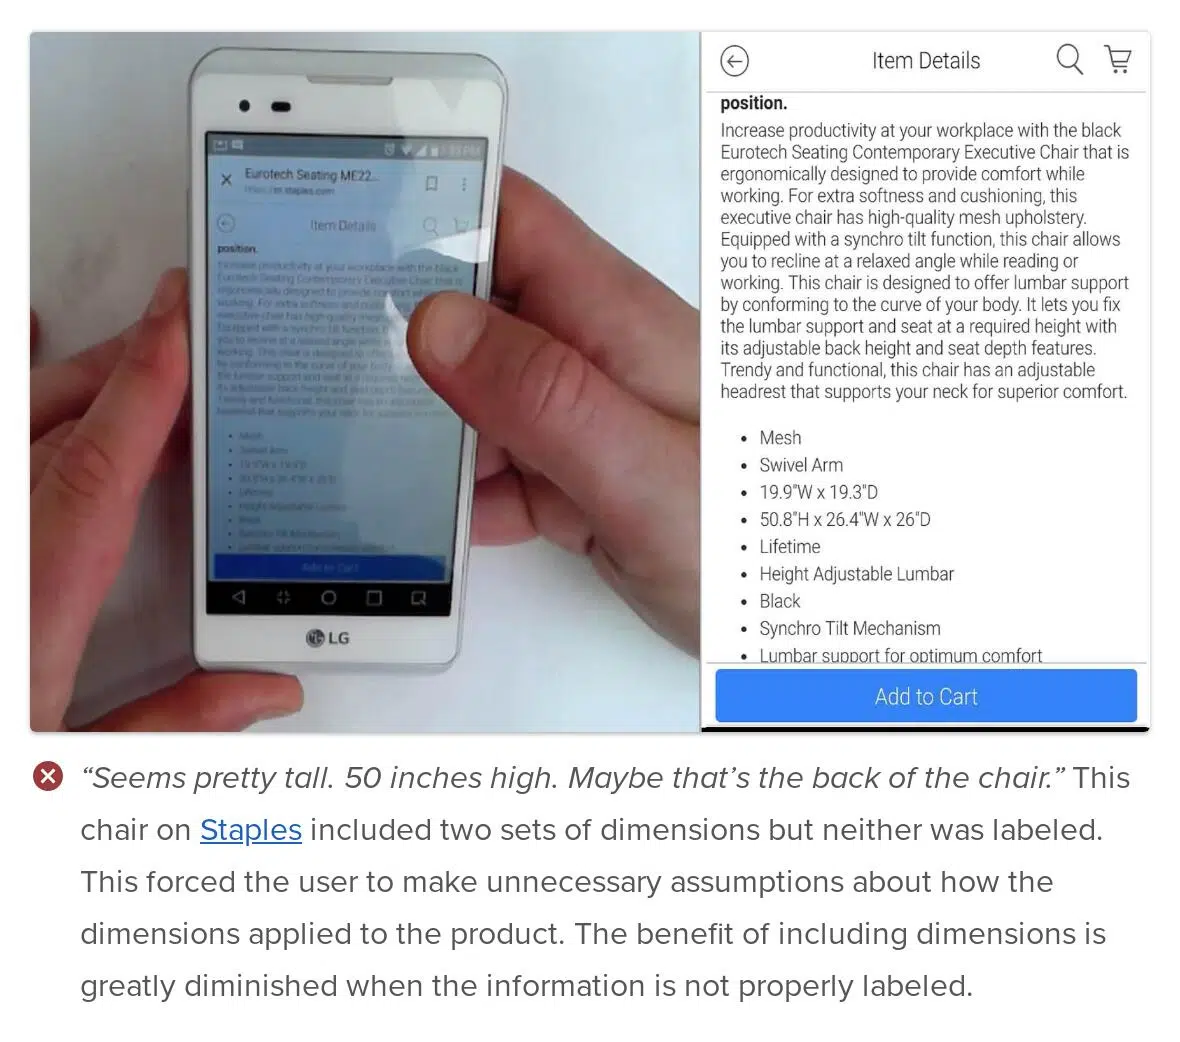 Eurotech Seating ME22...
Item Details
position.
Mesh
Swivel Arm
Add to Cart
LG
Item Details
position.
Increase productivity at your workplace with the black
Eurotech Seating Contemporary Executive Chair that is
ergonomically designed to provide comfort while
working. For extra softness and cushioning, this
executive chair has high-quality mesh upholstery.
Equipped with a synchro tilt function, this chair allows
you to recline at a relaxed angle while reading or
working. This chair is designed to offer lumbar support
by conforming to the curve of your body. It lets you fix
the lumbar support and seat at a required height with
its adjustable back height and seat depth features.
Trendy and functional, this chair has an adjustable
headrest that supports your neck for superior comfort.
• Mesh
• Swivel Arm
• 19.9"W x 19.3"D
• 50.8"H x 26.4"W x 26"D
• Lifetime
• Height Adjustable Lumbar
• Black
• Synchro Tilt Mechanism
• Lumbar support for optimum comfort
Add to Cart
“Seems pretty tall. 50 inches high. Maybe that’s the back of the chair.” This
chair on Staples included two sets of dimensions but neither was labeled.
This forced the user to make unnecessary assumptions about how the
dimensions applied to the product. The benefit of including dimensions is
greatly diminished when the information is not properly labeled.